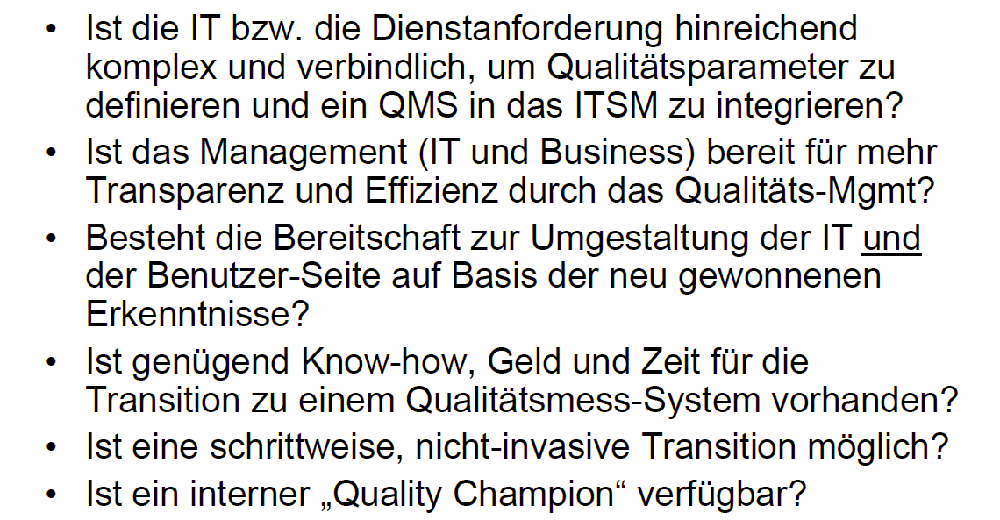 • Ist die IT bzw. die Dienstanforderung hinreichend
komplex und verbindlich, um Qualitätsparameter zu
definieren und ein QMS in das ITSM zu integrieren?
• Ist das Management (IT und Business) bereit für mehr
Transparenz und Effizienz durch das Qualitäts-Mgmt?
• Besteht die Bereitschaft zur Umgestaltung der IT und
der Benutzer-Seite auf Basis der neu gewonnenen
Erkenntnisse?
• Ist genügend Know-how, Geld und Zeit für die
Transition zu einem Qualitätsmess-System vorhanden?
• Ist eine schrittweise, nicht-invasive Transition möglich?
• Ist ein interner „Quality Champion“ verfügbar?